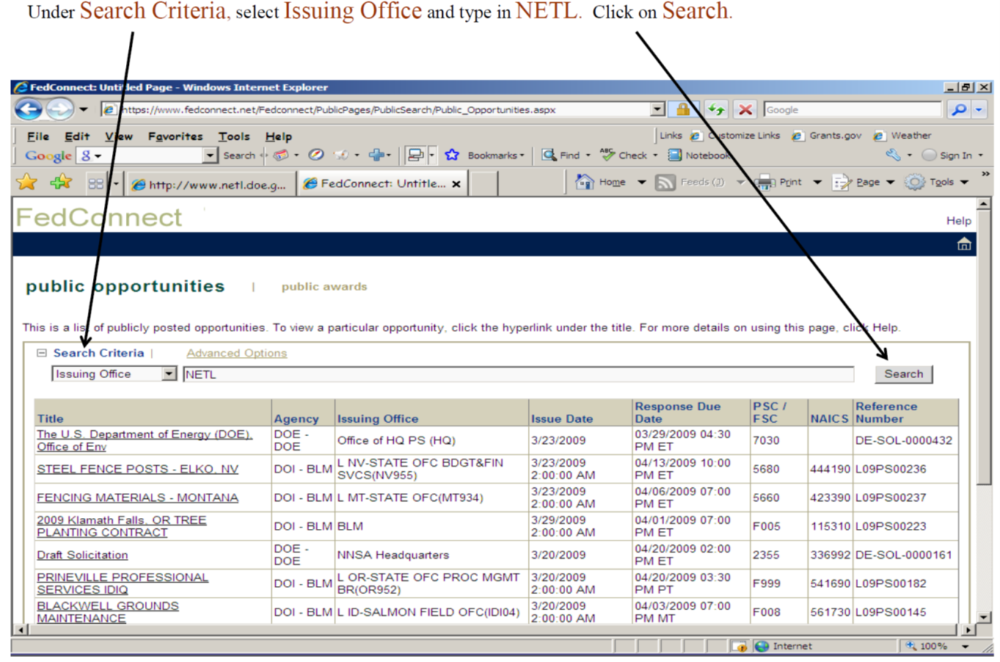 Under Search Criteria, select Issuing Office and type in NETL. Click on Search.
FedConnect: Untitled Page - Windows Internet Explorer
https://www.fedconnect.net/Fedconnect/PublicPages/PublicSearch/Public_Opportunities.aspx
Google
File Edit View Favorites Tools Help
Links Customize Links Grants.gov Weather
Google Search Bookmarks Find ABC Check Notebook Sign In
http://www.netl.doe.g... FedConnect: Untitle... x Home Feeds (J) Print Page Tools »
FedConnect
Help
public opportunities | public awards
This is a list of publicly posted opportunities. To view a particular opportunity, click the hyperlink under the title. For more details on using this page, click Help.
Search Criteria | Advanced Options
Issuing Office NETL Search
Title Agency Issuing Office Issue Date Response Due Date PSC / FSC NAICS Reference Number
The U.S. Department of Energy (DOE), Office of Env DOE - DOE Office of HQ PS (HQ) 3/23/2009 03/29/2009 04:30 PM ET 7030 DE-SOL-0000432
STEEL FENCE POSTS - ELKO, NV DOI - BLM L NV-STATE OFC BDGT&FIN SVCS(NV955) 3/23/2009 2:00:00 AM 04/13/2009 10:00 PM ET 5680 444190 L09PS00236
FENCING MATERIALS - MONTANA DOI - BLM L MT-STATE OFC(MT934) 3/23/2009 2:00:00 AM 04/06/2009 07:00 PM ET 5660 423390 L09PS00237
2009 Klamath Falls, OR TREE PLANTING CONTRACT DOI - BLM BLM 3/29/2009 2:00:00 AM 04/01/2009 07:00 PM ET F005 115310 L09PS00223
Draft Solicitation DOE - DOE NNSA Headquarters 3/20/2009 04/20/2009 02:00 PM ET 2355 336992 DE-SOL-0000161
PRINEVILLE PROFESSIONAL SERVICES IDIQ DOI - BLM L OR-STATE OFC PROC MGMT BR(OR952) 3/20/2009 2:00:00 AM 04/20/2009 03:30 PM PT F999 541690 L09PS00182
BLACKWELL GROUNDS MAINTENANCE DOI - BLM L ID-SALMON FIELD OFC(IDI04) 3/20/2009 2:00:00 AM 04/03/2009 07:00 PM MT F008 561730 L09PS00145
Internet 100%